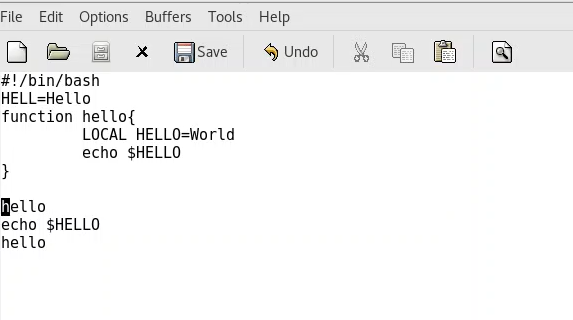 File Edit Options Buffers Tools Help
Save Undo
#!/bin/bash
HELL=Hello
function hello{
        LOCAL HELLO=World
        echo $HELLO
}

hello
echo $HELLO
hello